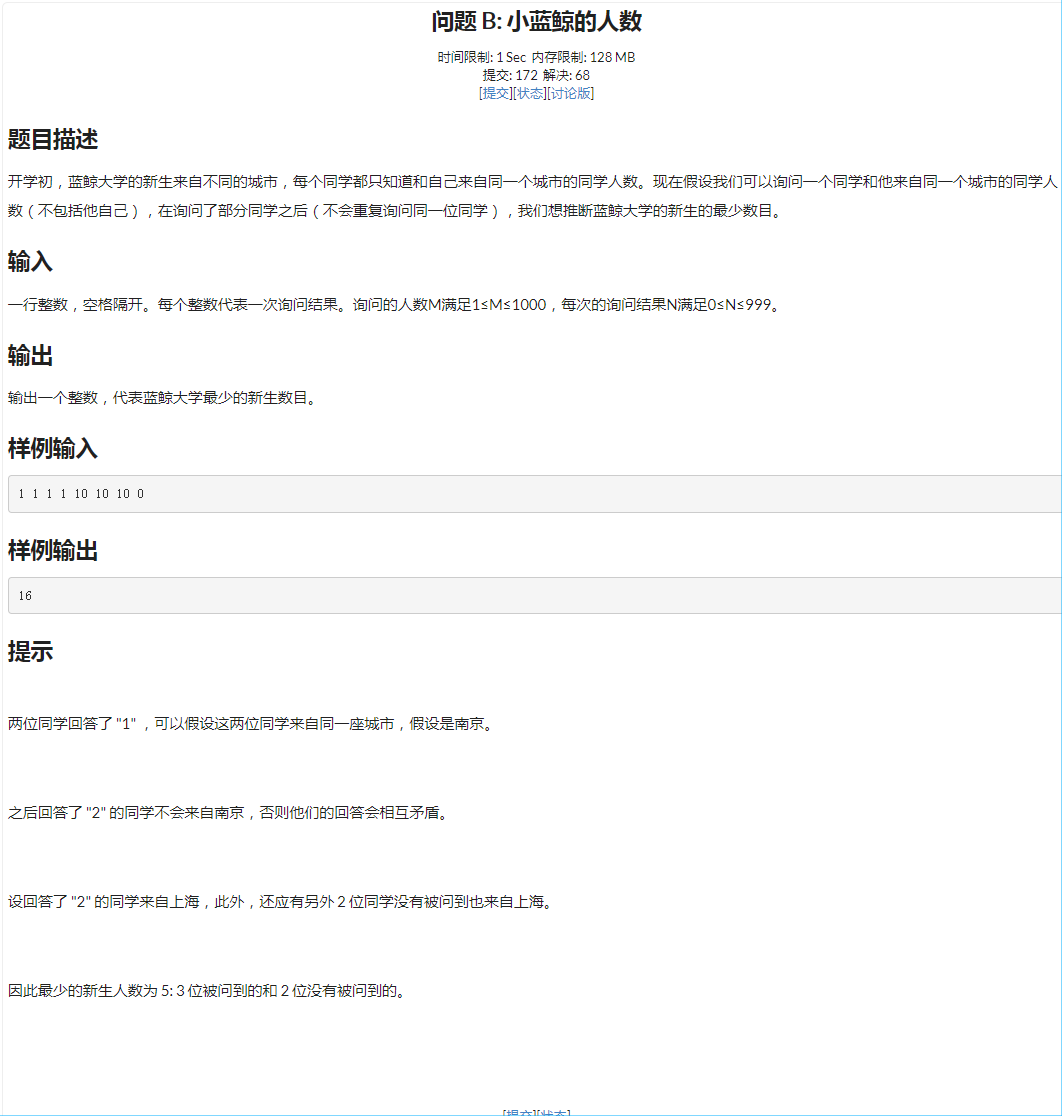 问题 B: 小蓝鲸的人数
时间限制: 1 Sec 内存限制: 128 MB
提交: 172 解决: 68
[提交][状态][讨论版]
题目描述
开学初，蓝鲸大学的新生来自不同的城市，每个同学都只知道和自己来自同一个城市的同学人数。现在假设我们可以询问一个同学和他来自同一个城市的同学人
数（不包括他自己），在询问了部分同学之后（不会重复询问同一位同学），我们想推断蓝鲸大学的新生的最少数目。
输入
一行整数，空格隔开。每个整数代表一次询问结果。询问的人数M满足1≤M≤1000，每次的询问结果N满足0≤N≤999。
输出
输出一个整数，代表蓝鲸大学最少的新生数目。
样例输入
1 1 1 1 10 10 10 0
样例输出
16
提示
两位同学回答了 "1" ，可以假设这两位同学来自同一座城市，假设是南京。
之后回答了 "2" 的同学不会来自南京，否则他们的回答会相互矛盾。
设回答了 "2" 的同学来自上海，此外，还应有另外 2 位同学没有被问到也来自上海。
因此最少的新生人数为 5: 3 位被问到的和 2 位没有被问到的。
[提交][状态]